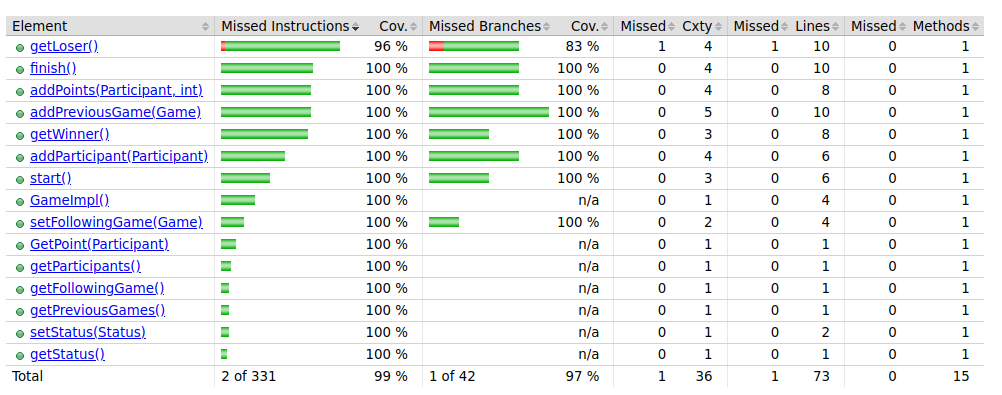 Element Missed Instructions Cov. Missed Branches Cov. Missed Cxty Missed Lines Missed Methods
getLoser() 96 % 83 % 1 4 1 10 0 1
finish() 100 % 100 % 0 4 0 10 0 1
addPoints(Participant, int) 100 % 100 % 0 4 0 8 0 1
addPreviousGame(Game) 100 % 100 % 0 5 0 10 0 1
getWinner() 100 % 100 % 0 3 0 8 0 1
addParticipant(Participant) 100 % 100 % 0 4 0 6 0 1
start() 100 % 100 % 0 3 0 6 0 1
GameImpl() 100 % n/a 0 1 0 4 0 1
setFollowingGame(Game) 100 % 100 % 0 2 0 4 0 1
GetPoint(Participant) 100 % n/a 0 1 0 1 0 1
getParticipants() 100 % n/a 0 1 0 1 0 1
getFollowingGame() 100 % n/a 0 1 0 1 0 1
getPreviousGames() 100 % n/a 0 1 0 1 0 1
setStatus(Status) 100 % n/a 0 1 0 2 0 1
getStatus() 100 % n/a 0 1 0 1 0 1
Total 2 of 331 99 % 1 of 42 97 % 1 36 1 73 0 15